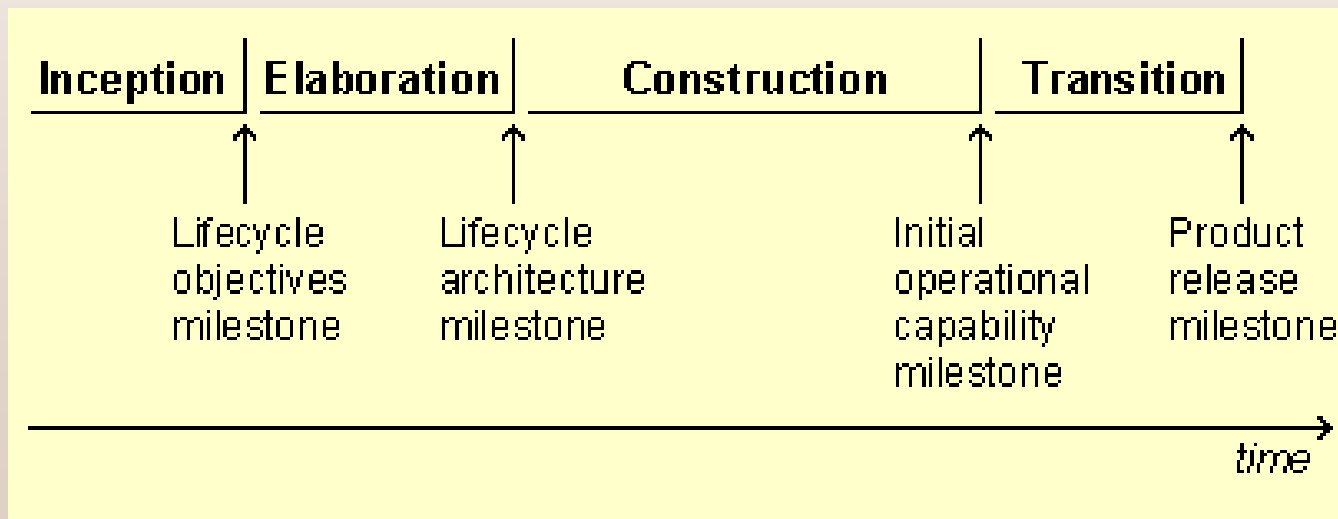 Inception Elaboration Construction Transition
Lifecycle
objectives
milestone
Lifecycle
architecture
milestone
Initial
operational
capability
milestone
Product
release
milestone
time